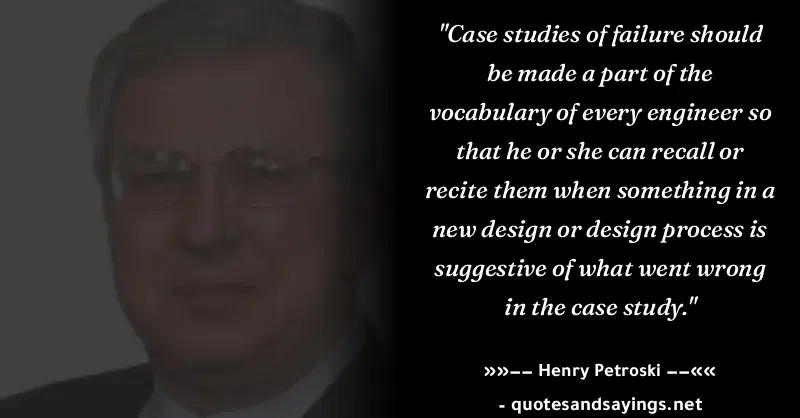 "Case studies of failure should
be made a part of the
vocabulary of every engineer so
that he or she can recall or
recite them when something in a
new design or design process is
suggestive of what went wrong
in the case study."
»»−− Henry Petroski −−««
- quotesandsayings.net